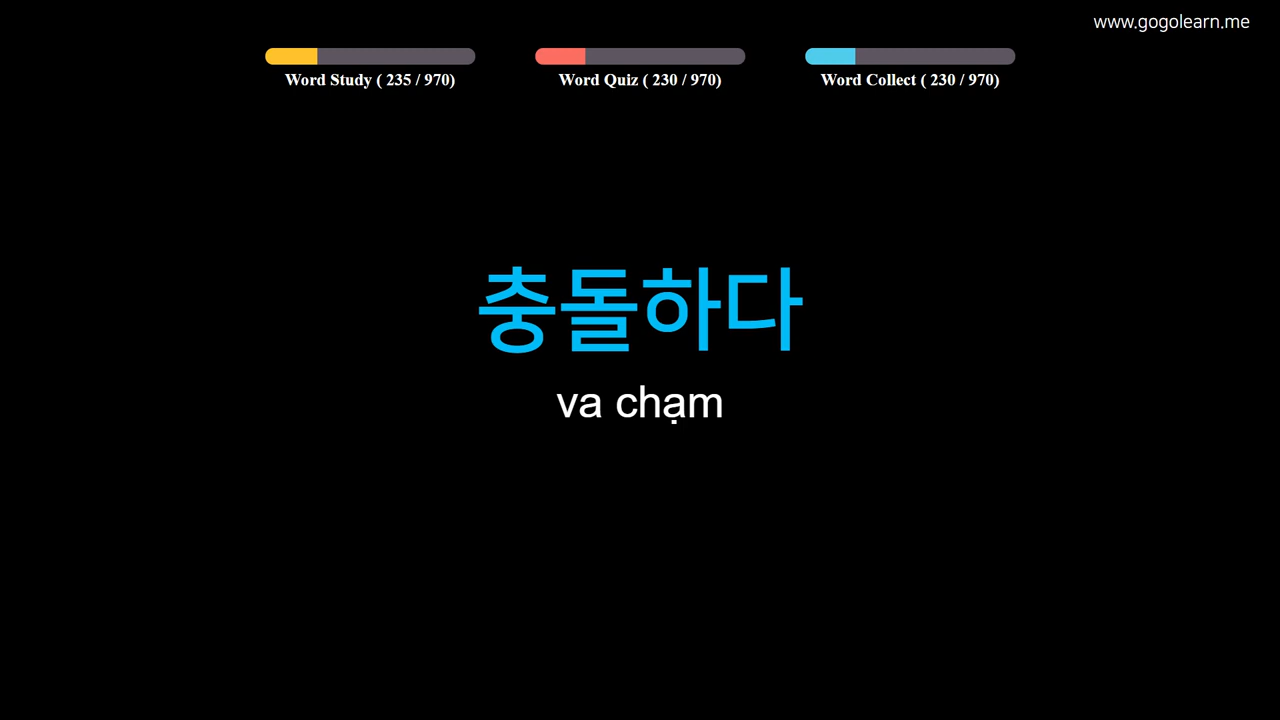 www.gogolearn.me
Word Study ( 235 / 970)
Word Quiz ( 230 / 970)
Word Collect ( 230 / 970)
충돌하다
va chạm